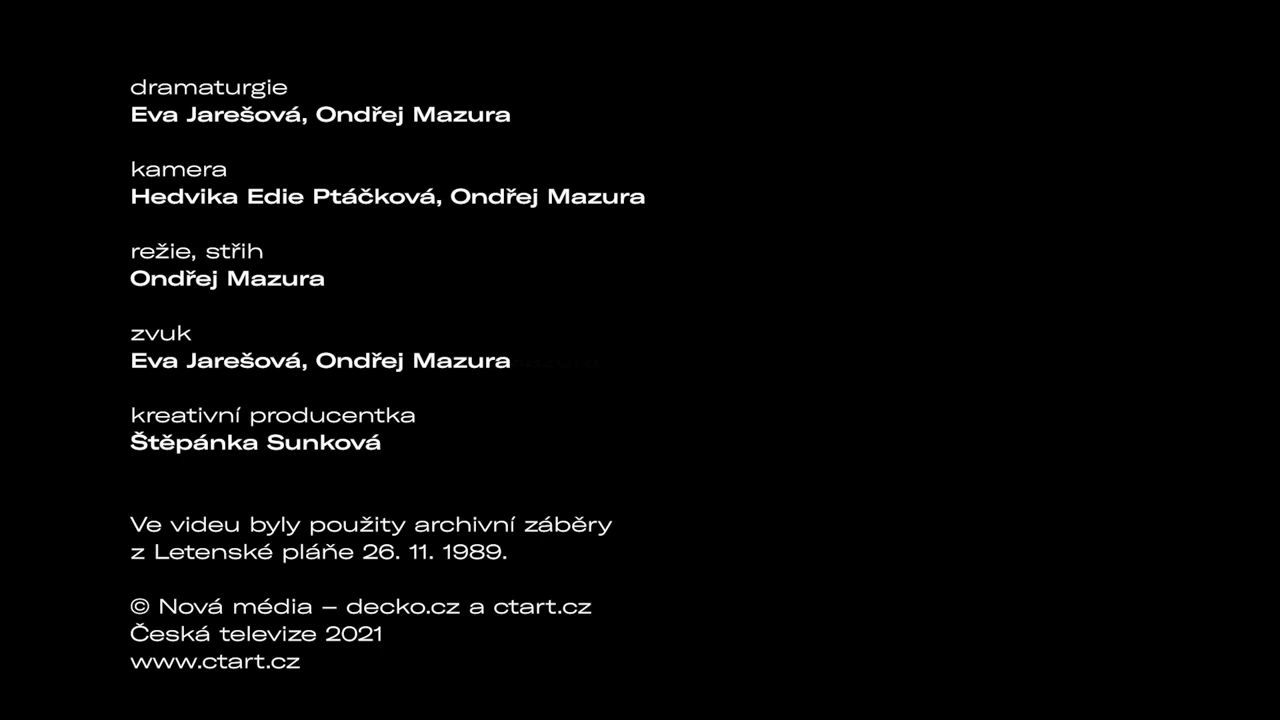 dramaturgie
Eva Jarešová, Ondřej Mazura
kamera
Hedvika Edie Ptáčková, Ondřej Mazura
režie, střih
Ondřej Mazura
zvuk
Eva Jarešová, Ondřej Mazura
kreativní producentka
Štěpánka Sunková
Ve videu byly použity archivní záběry
z Letenské pláňe 26. 11. 1989.
© Nová média – decko.cz a ctart.cz
Česká televize 2021
www.ctart.cz